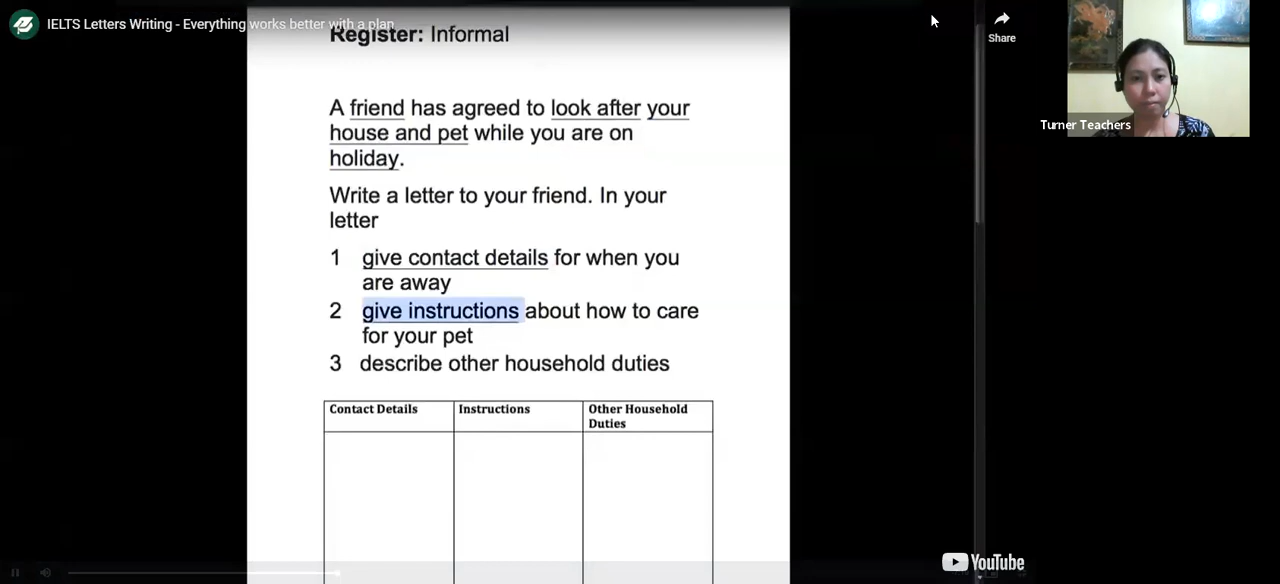 IELTS Letters Writing - Everything works better with a plan
Share
Turner Teachers
Register: Informal
A friend has agreed to look after your
house and pet while you are on
holiday.
Write a letter to your friend. In your
letter
1 give contact details for when you
are away
2 give instructions about how to care
for your pet
3 describe other household duties
Contact Details Instructions Other Household
Duties
YouTube